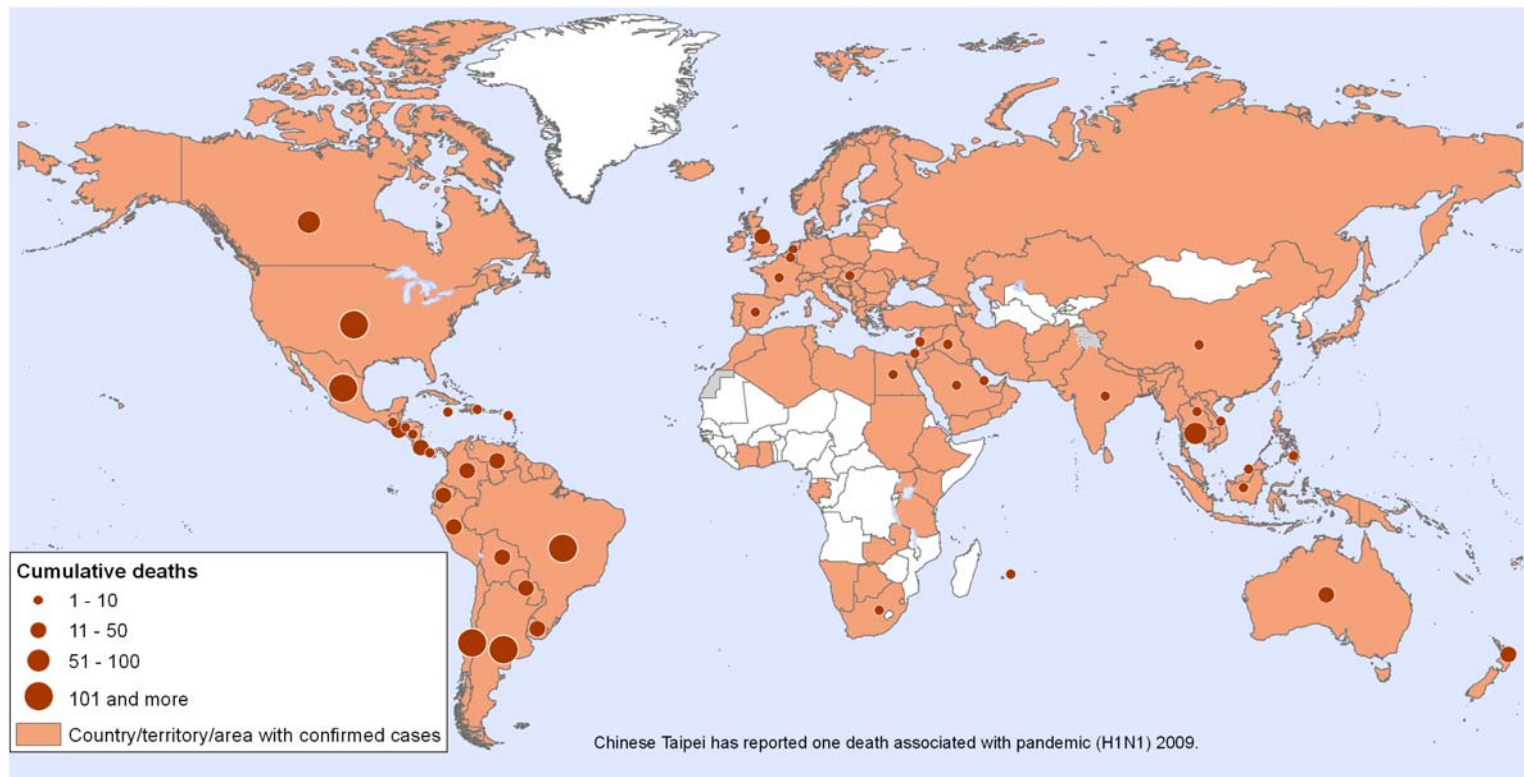 Cumulative deaths
1 - 10
11 - 50
51 - 100
101 and more
Country/territory/area with confirmed cases
Chinese Taipei has reported one death associated with pandemic (H1N1) 2009.